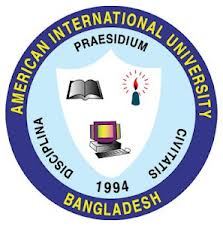 AMERICAN INTERNATIONAL UNIVERSITY
PRAESIDIUM
DISCIPLINA
CIVITATIS
1994
BANGLADESH